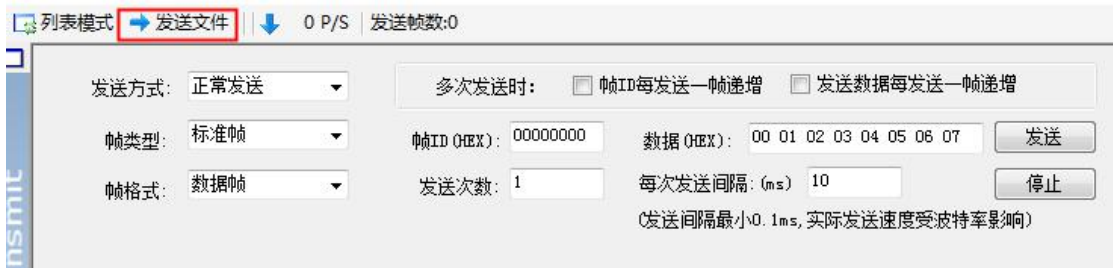 列表模式 发送文件 0 P/S 发送帧数:0
发送方式: 正常发送 多次发送时: 帧ID每发送一帧递增 发送数据每发送一帧递增
帧类型: 标准帧 帧ID(HEX): 00000000 数据(HEX): 00 01 02 03 04 05 06 07 发送
帧格式: 数据帧 发送次数: 1 每次发送间隔:(ms) 10 停止
(发送间隔最小0.1ms,实际发送速度受波特率影响)
nsmit